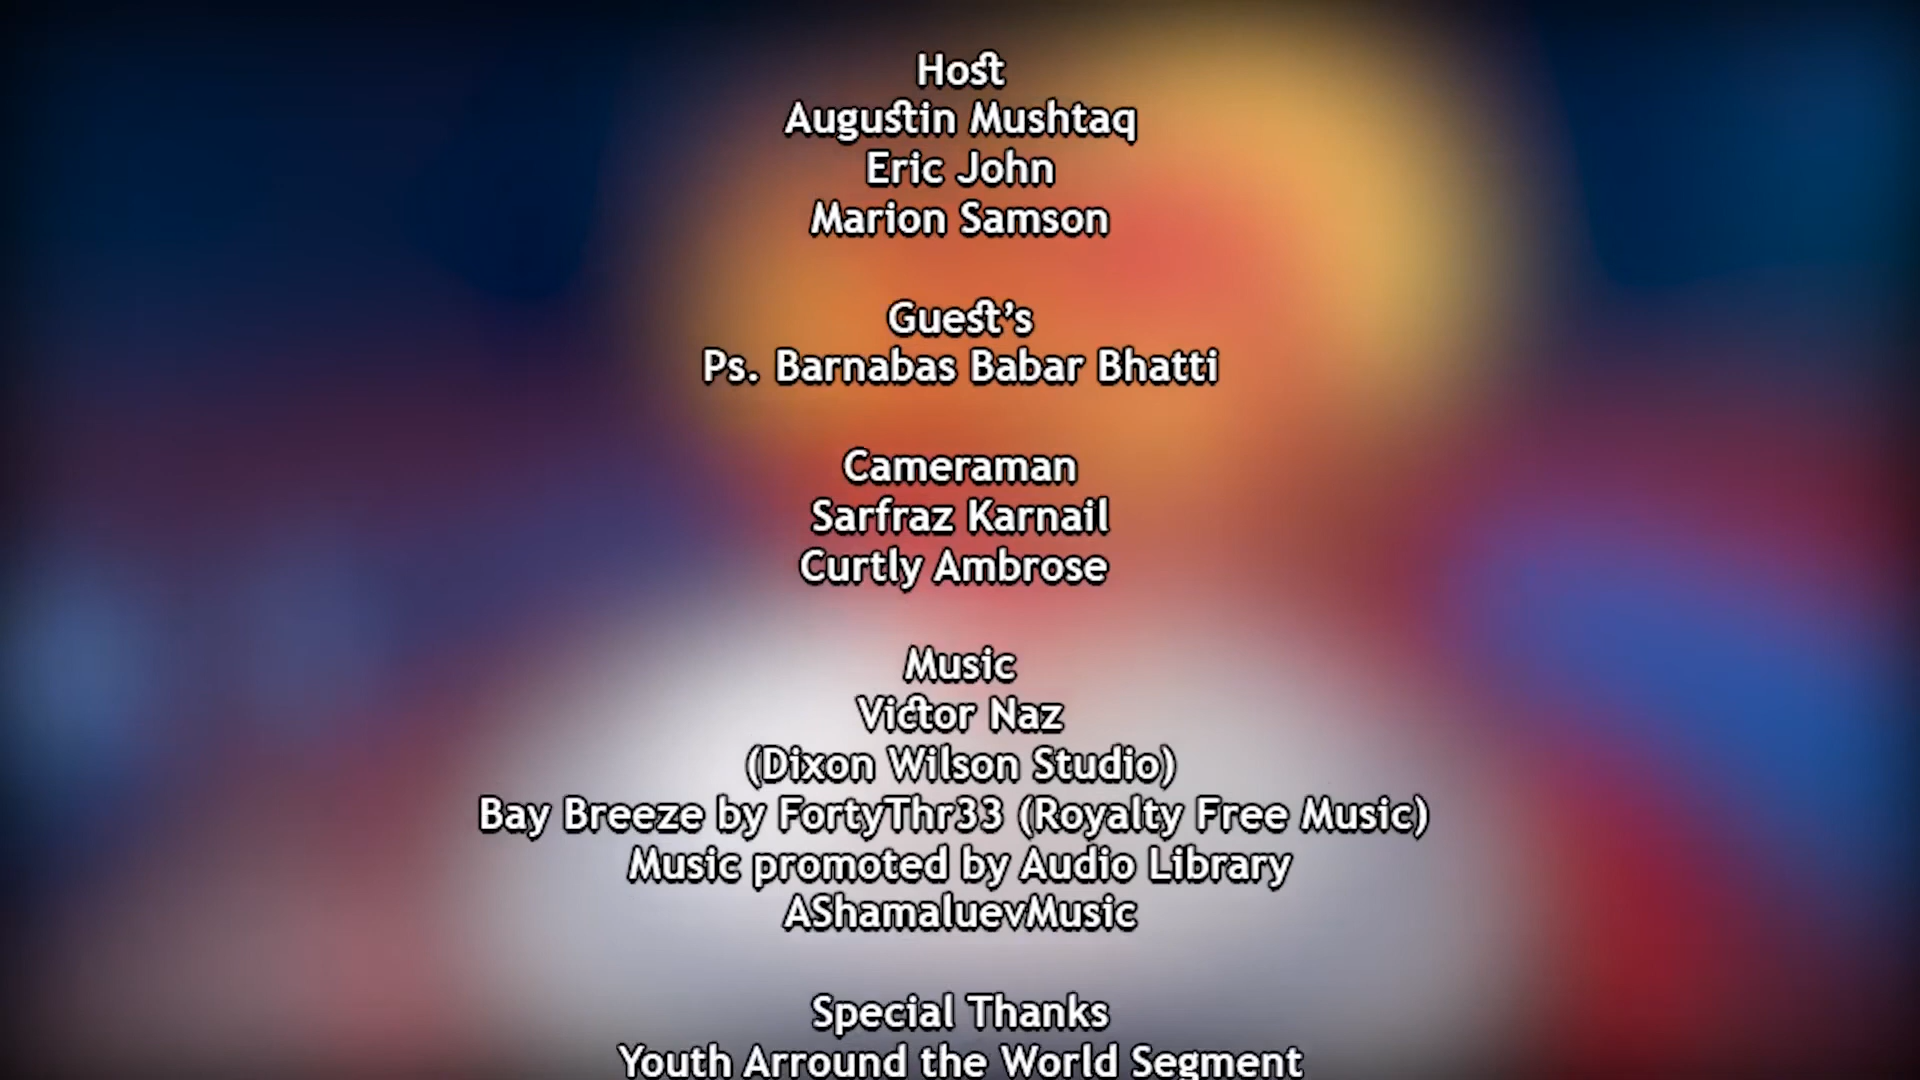 Host
Augustin Mushtaq
Eric John
Marion Samson
Guest’s
Ps. Barnabas Babar Bhatti
Cameraman
Sarfraz Karnail
Curtly Ambrose
Music
Victor Naz
(Dixon Wilson Studio)
Bay Breeze by FortyThr33 (Royalty Free Music)
Music promoted by Audio Library
AShamaluevMusic
Special Thanks
Youth Arround the World Segment